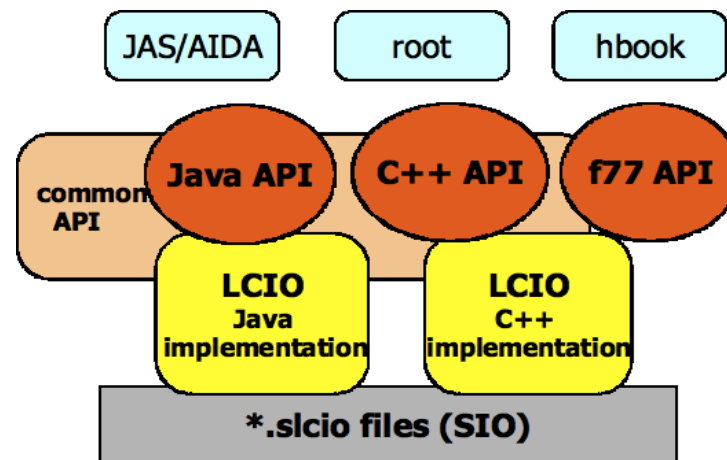 JAS/AIDA
root
hbook
common
API
Java API
C++ API
f77 API
LCIO
Java
implementation
LCIO
C++
implementation
*.slcio files (SIO)